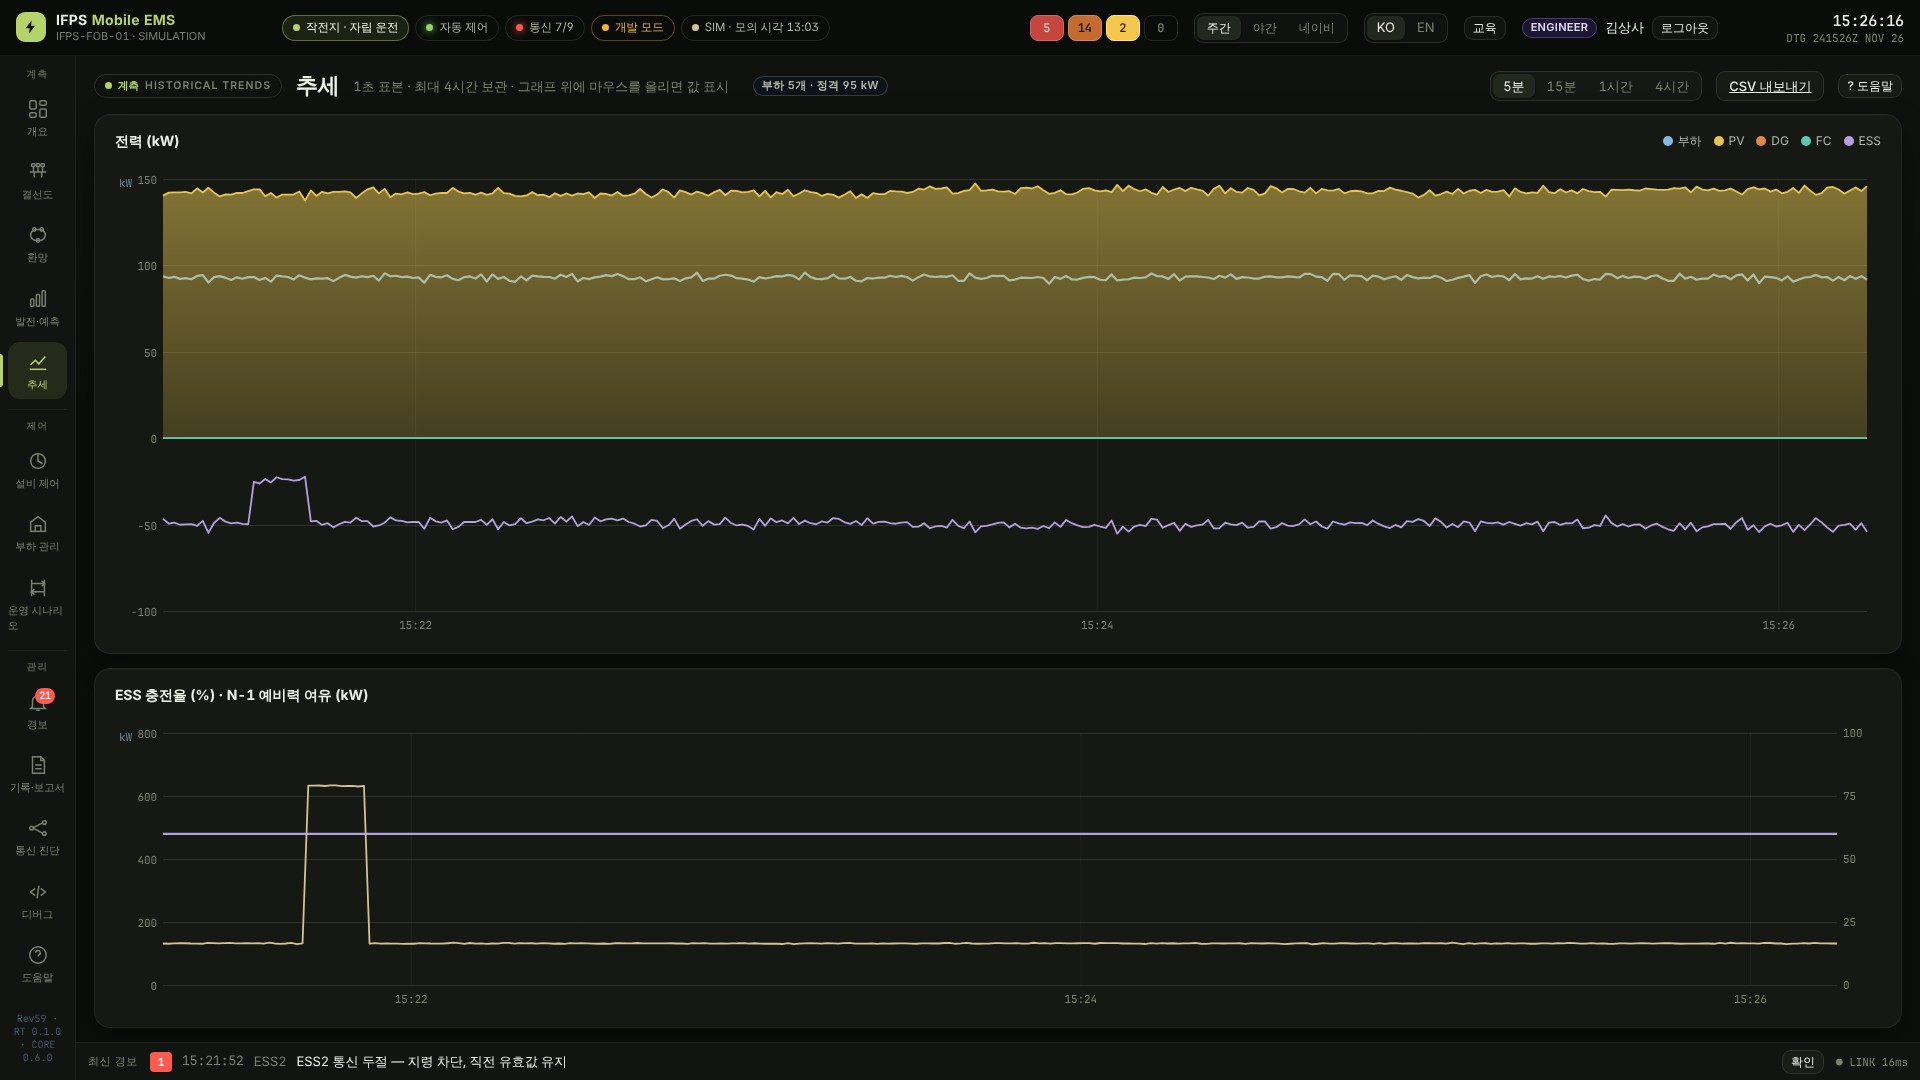 IFPS Mobile EMS
IFPS-FOB-01 · SIMULATION
작전지 · 자립 운전
자동 제어
통신 7/9
개발 모드
SIM · 모의 시각 13:03
5
14
2
0
주간
야간
네이비
KO
EN
교육
ENGINEER
김상사
로그아웃
15:26:16
DTG 241526Z NOV 26
계측
개요
결선도
환망
발전·예측
추세
제어
설비 제어
부하 관리
운영 시나리
오
관리
21
경보
기록·보고서
통신 진단
디버그
도움말
Rev59 ·
RT 0.1.0
· CORE
0.6.0
계측 HISTORICAL TRENDS
추세
1초 표본 · 최대 4시간 보관 · 그래프 위에 마우스를 올리면 값 표시
부하 5개 · 정격 95 kW
5분
15분
1시간
4시간
CSV 내보내기
? 도움말
전력 (kW)
부하
PV
DG
FC
ESS
kW
150
100
50
0
-50
-100
15:22
15:24
15:26
ESS 충전율 (%) · N-1 예비력 여유 (kW)
kW
800
600
400
200
0
100
75
50
25
0
15:22
15:24
15:26
최신 경보
1
15:21:52
ESS2
ESS2 통신 두절 — 지령 차단, 직전 유효값 유지
확인
LINK 16ms